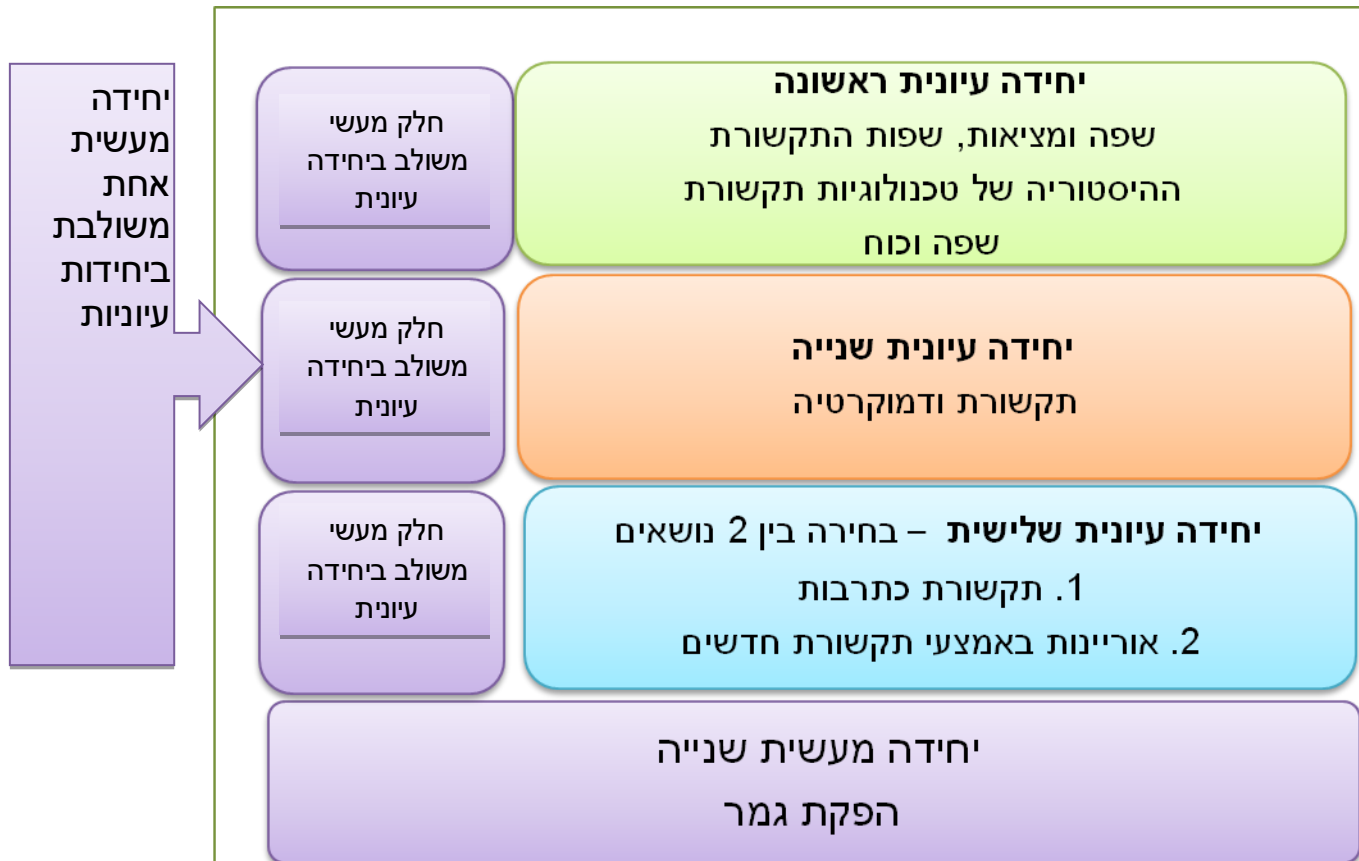 יחידה עיונית ראשונה
שפה ומציאות, שפות התקשורת
ההיסטוריה של טכנולוגיות תקשורת
שפה וכוח
חלק מעשי
משולב ביחידה
עיונית
יחידה עיונית שנייה
תקשורת ודמוקרטיה
חלק מעשי
משולב ביחידה
עיונית
יחידה עיונית שלישית – בחירה בין 2 נושאים
1. תקשורת כתרבות
2. אוריינות באמצעי תקשורת חדשים
חלק מעשי
משולב ביחידה
עיונית
יחידה מעשית שנייה
הפקת גמר
יחידה
מעשית
אחת
משולבת
ביחידות
עיוניות